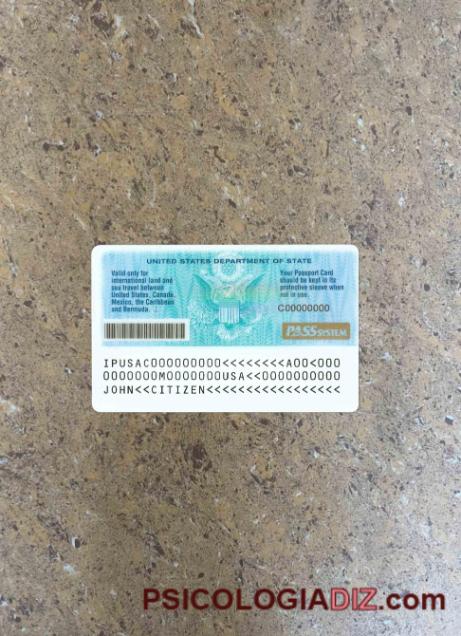 UNITED STATES DEPARTMENT OF STATE
Valid only for
international land and
sea travel between
United States, Canada,
Mexico, the Caribbean
and Bermuda.
Your Passport Card
should be kept in its
protective sleeve when
not in use.
C00000000
PASS SYSTEM
IPUSAC000000000<<<<<<<<A00<000
0000000M0000000USA<<0000000000
JOHN<<CITIZEN<<<<<<<<<<<<<<<<<
PSICOLOGIADIZ.com